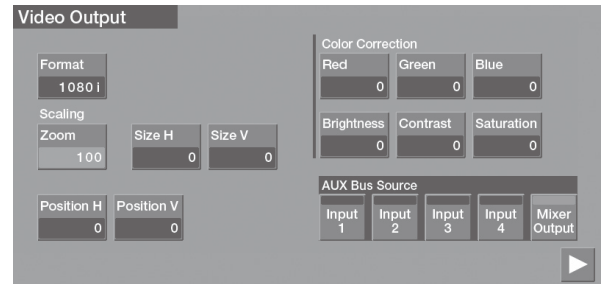 Video Output
Format
1080 i
Scaling
Zoom
100
Size H
0
Size V
0
Position H
0
Position V
0
Color Correction
Red
0
Green
0
Blue
0
Brightness
0
Contrast
0
Saturation
0
AUX Bus Source
Input
1
Input
2
Input
3
Input
4
Mixer
Output